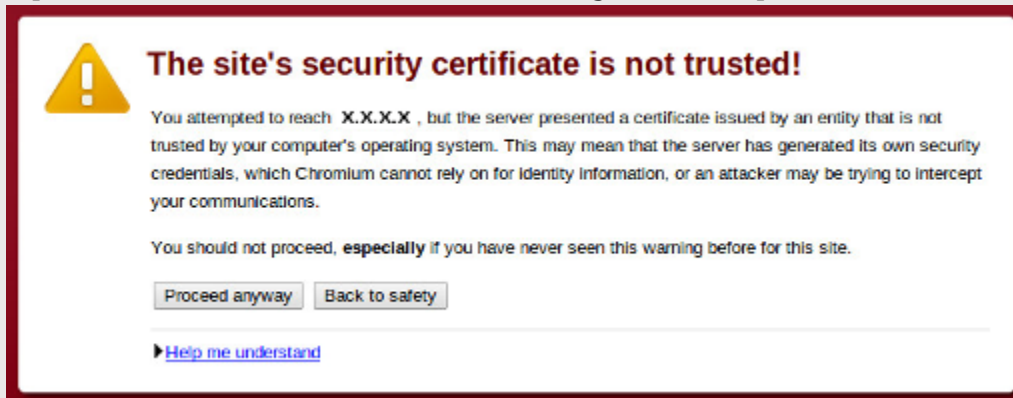 The site's security certificate is not trusted!
You attempted to reach X.X.X.X , but the server presented a certificate issued by an entity that is not
trusted by your computer's operating system. This may mean that the server has generated its own security
credentials, which Chromium cannot rely on for identity information, or an attacker may be trying to intercept
your communications.
You should not proceed, especially if you have never seen this warning before for this site.
Proceed anyway Back to safety
Help me understand